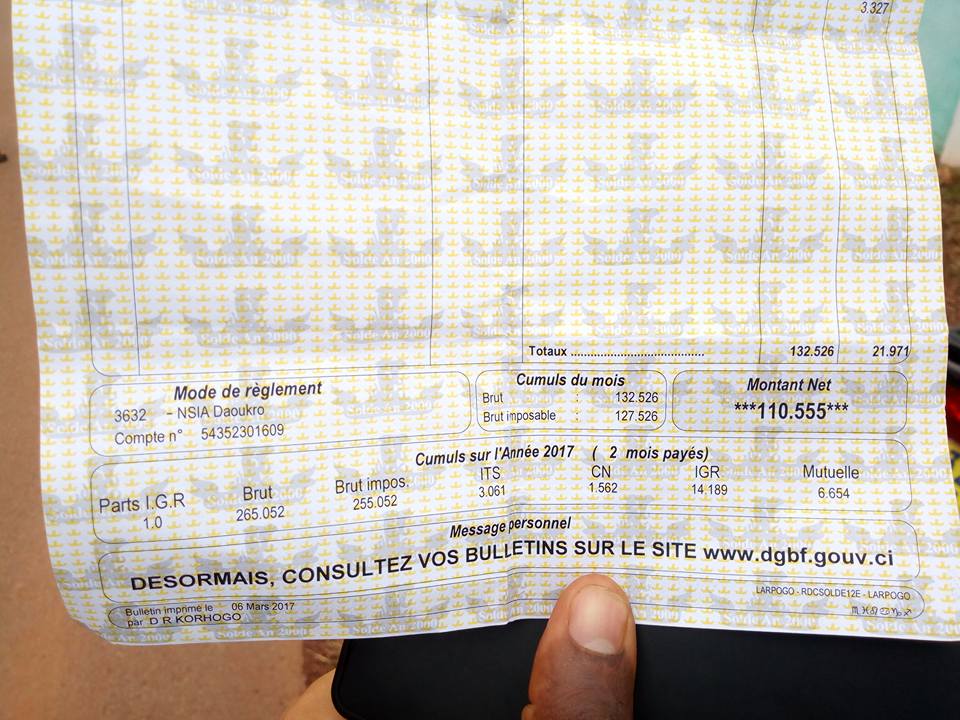 3.327
Totaux ........................................ 132.526 21.971
Mode de règlement
3632 – NSIA Daoukro
Compte n° 54352301609
Cumuls du mois
Brut : 132.526
Brut imposable : 127.526
Montant Net
***110.555***
Cumuls sur l'Année 2017 ( 2 mois payés)
Parts I.G.R Brut Brut impos. ITS CN IGR Mutuelle
1.0 265.052 255.052 3.061 1.562 14.189 6.654
Message personnel
DESORMAIS, CONSULTEZ VOS BULLETINS SUR LE SITE www.dgbf.gouv.ci
Bulletin imprimé le 06 Mars 2017
par D R KORHOGO
LARPOGO - RDCSOLDE12E - LARPOGO
Solde An 2000